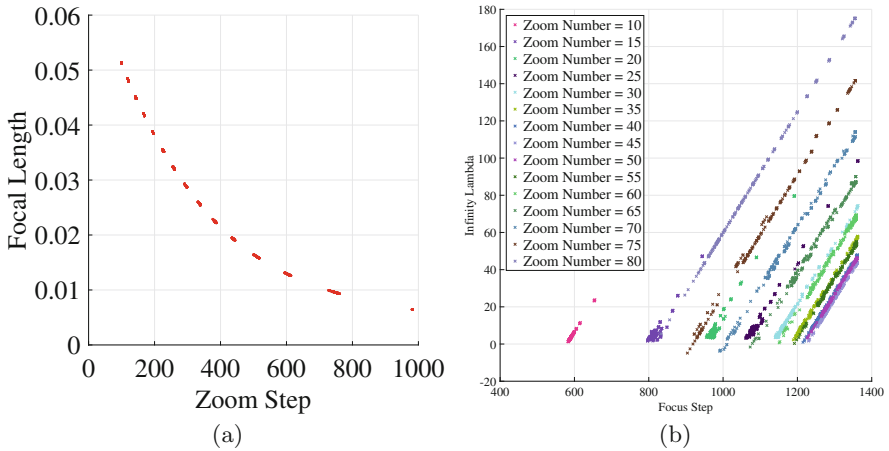 0.06
0.05
0.04
0.03
0.02
0.01
0
Focal Length
0 200 400 600 800 1000
Zoom Step
(a)
180
160
140
120
100
80
60
40
20
0
-20
Infinity Lambda
Zoom Number = 10
Zoom Number = 15
Zoom Number = 20
Zoom Number = 25
Zoom Number = 30
Zoom Number = 35
Zoom Number = 40
Zoom Number = 45
Zoom Number = 50
Zoom Number = 55
Zoom Number = 60
Zoom Number = 65
Zoom Number = 70
Zoom Number = 75
Zoom Number = 80
400 600 800 1000 1200 1400
Focus Step
(b)